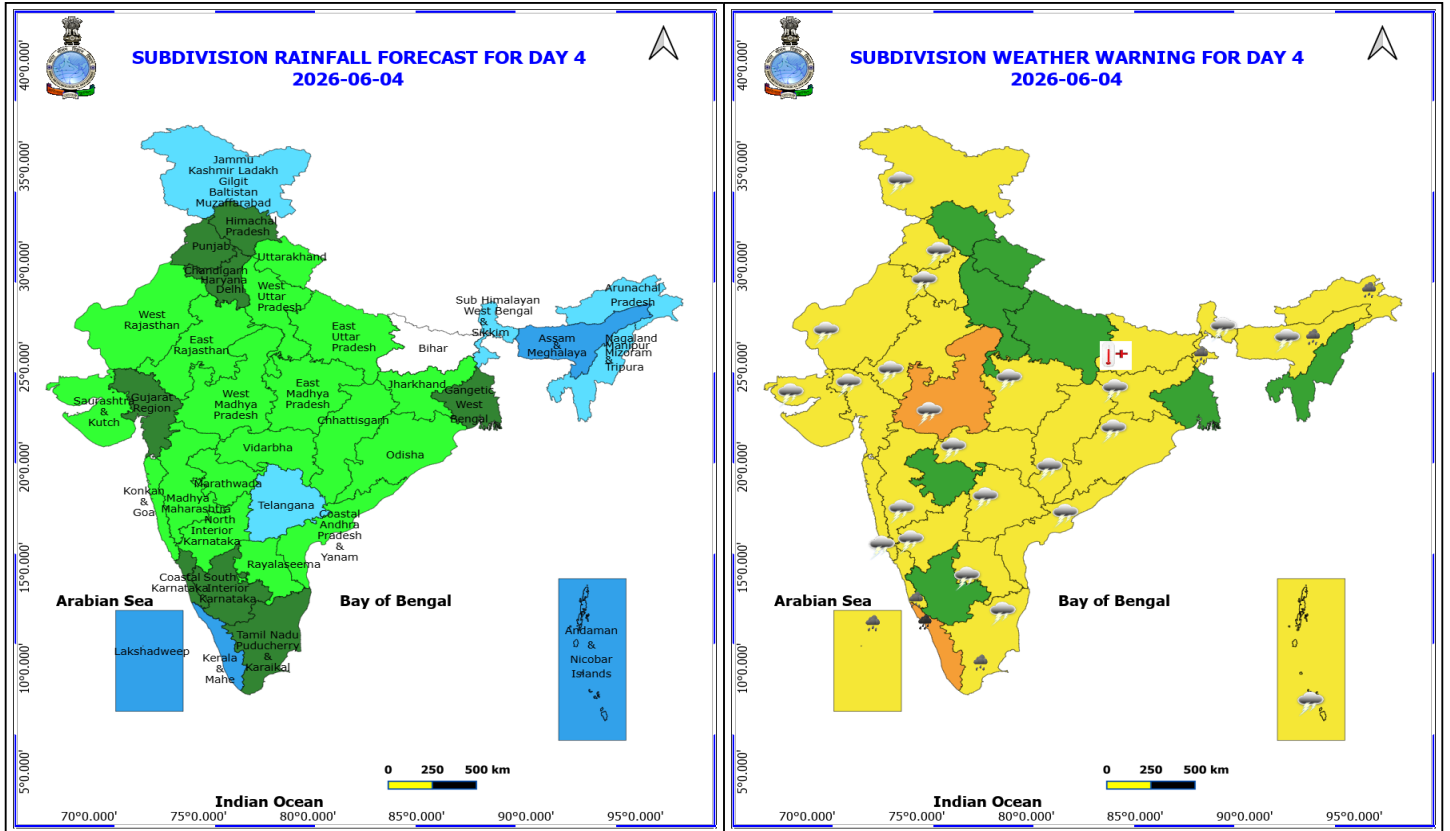 SUBDIVISION RAINFALL FORECAST FOR DAY 4
2026-06-04
40°0.000'
35°0.000'
30°0.000'
25°0.000'
20°0.000'
15°0.000'
10°0.000'
5°0.000'
Jammu
Kashmir Ladakh
Gilgit
Baltistan
Muzaffarabad
Himachal
Pradesh
Punjab
Chandigarh
Haryana
Delhi
Uttarakhand
West
Uttar
Pradesh
West
Rajasthan
East
Rajasthan
East
Uttar
Pradesh
Bihar
Sub Himalayan
West Bengal
&
Sikkim
Arunachal
Pradesh
Assam
&
Meghalaya
Nagaland
Manipur
Mizoram
&
Tripura
Jharkhand
Gangetic
West
Bengal
Saurashtra
&
Kutch
Gujarat
Region
West
Madhya
Pradesh
East
Madhya
Pradesh
Chhattisgarh
Vidarbha
Odisha
Konkan
&
Goa
Marathwada
Madhya
Maharashtra
Telangana
North
Interior
Karnataka
Coastal
Andhra
Pradesh
&
Yanam
Rayalaseema
Coastal
Karnataka
South
Interior
Karnataka
Arabian Sea
Bay of Bengal
Lakshadweep
Kerala
&
Mahe
Tamil Nadu
Puducherry
&
Karaikal
Andaman
&
Nicobar
Islands
0 250 500 km
Indian Ocean
70°0.000' 75°0.000' 80°0.000' 85°0.000' 90°0.000' 95°0.000'
SUBDIVISION WEATHER WARNING FOR DAY 4
2026-06-04
40°0.000'
35°0.000'
30°0.000'
25°0.000'
20°0.000'
15°0.000'
10°0.000'
5°0.000'
Arabian Sea
Bay of Bengal
0 250 500 km
Indian Ocean
70°0.000' 75°0.000' 80°0.000' 85°0.000' 90°0.000' 95°0.000'